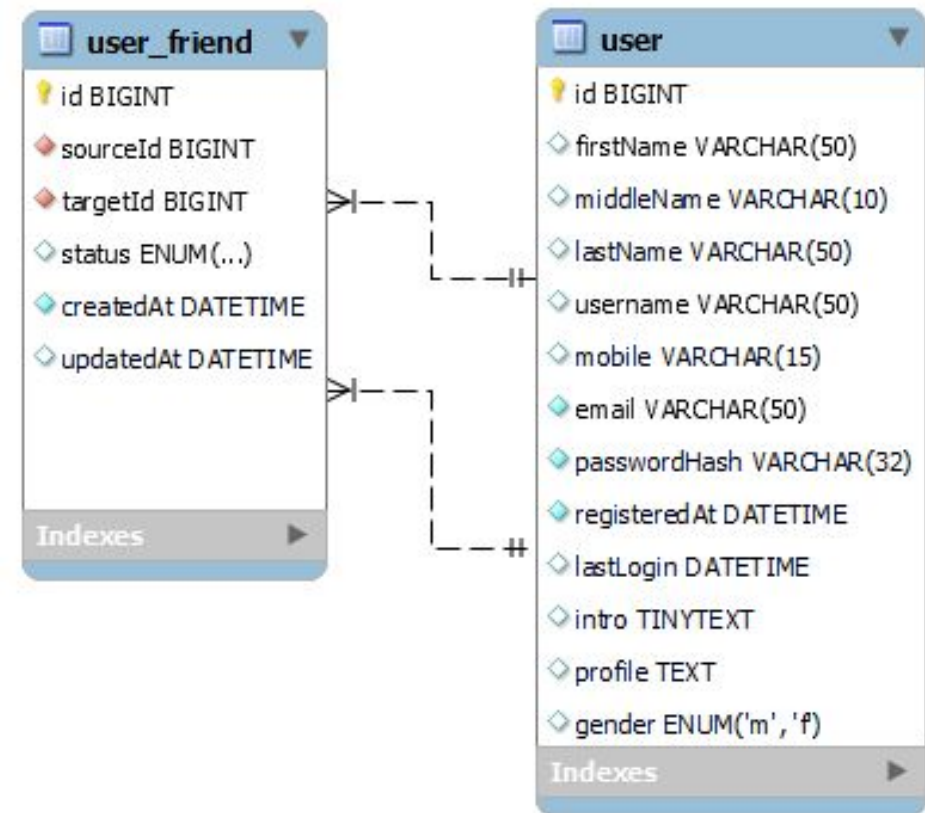 user_friend
id BIGINT
sourceId BIGINT
targetId BIGINT
status ENUM(...)
createdAt DATETIME
updatedAt DATETIME
Indexes
user
id BIGINT
firstName VARCHAR(50)
middleName VARCHAR(10)
lastName VARCHAR(50)
username VARCHAR(50)
mobile VARCHAR(15)
email VARCHAR(50)
passwordHash VARCHAR(32)
registeredAt DATETIME
lastLogin DATETIME
intro TINYTEXT
profile TEXT
gender ENUM('m', 'f')
Indexes